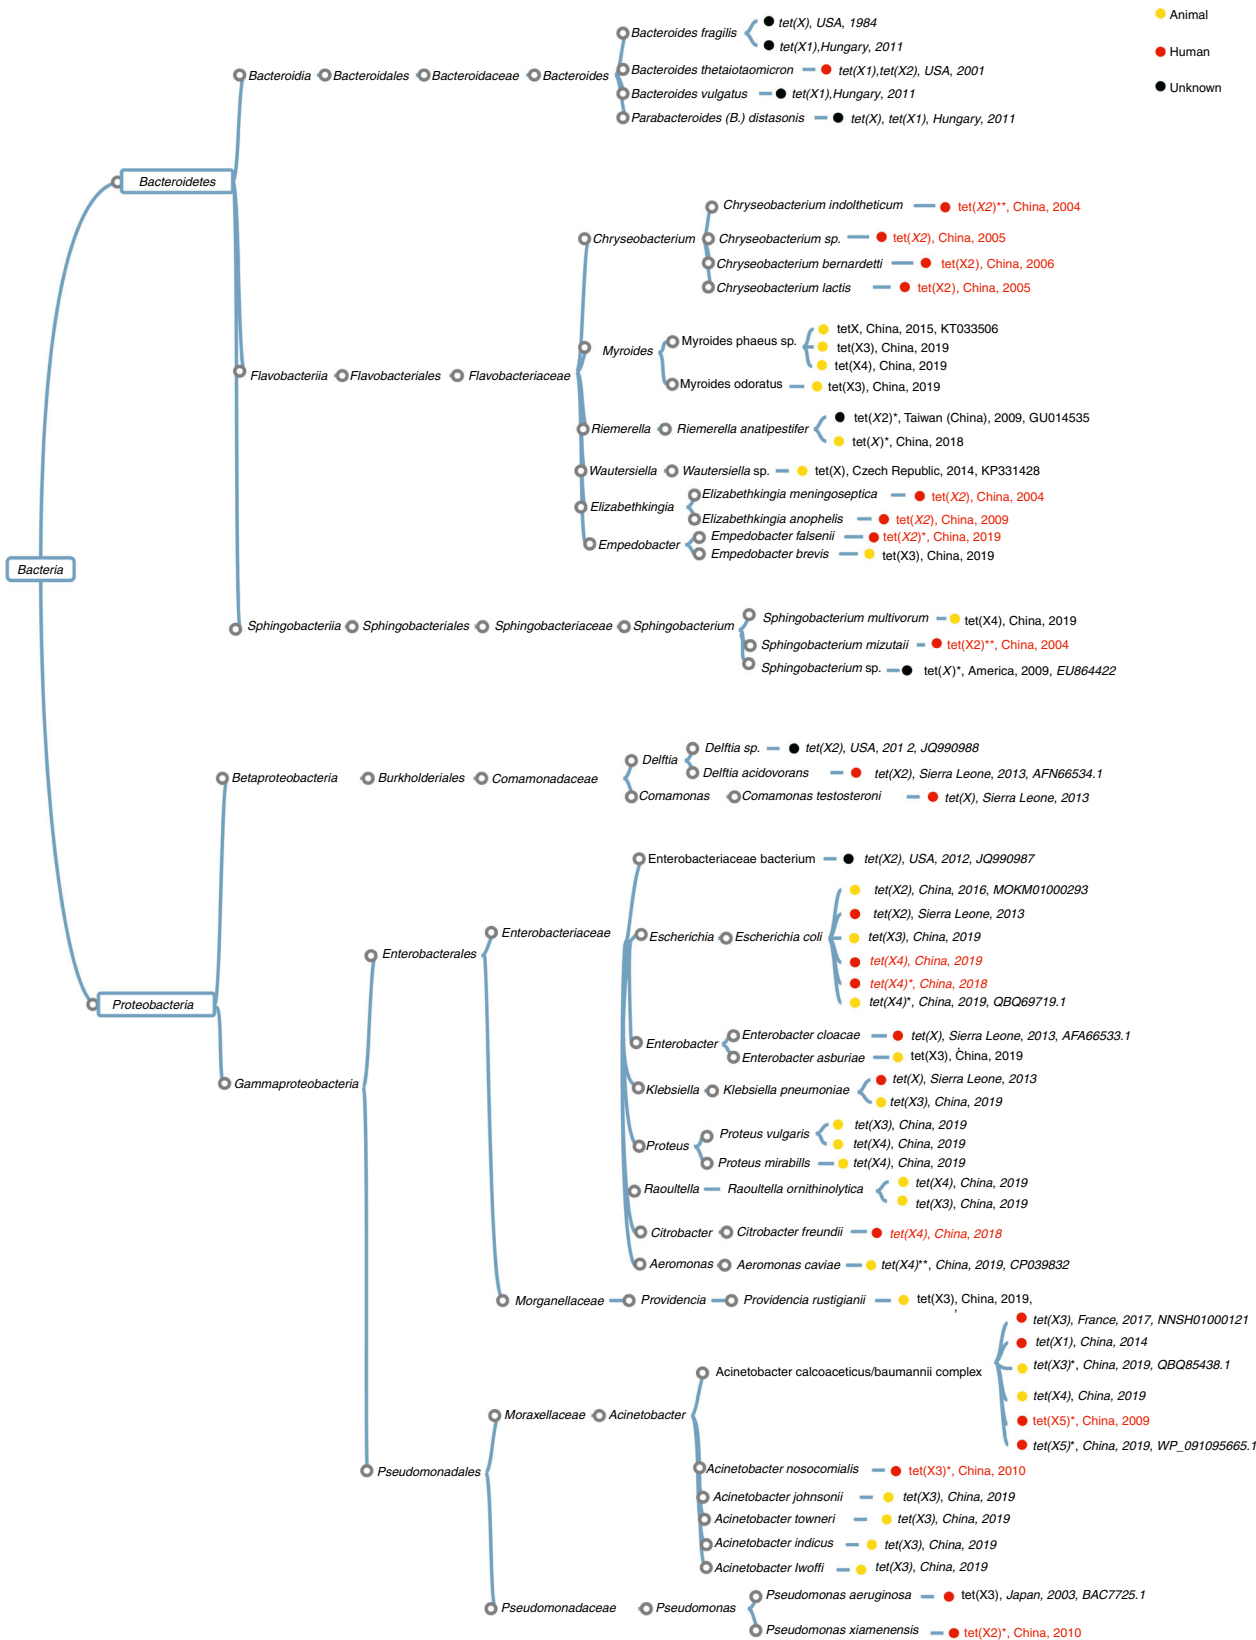 Animal
Human
Unknown
Bacteria
Bacteroidetes
Bacteroidia
Bacteroidales
Bacteroidaceae
Bacteroides
Bacteroides fragilis
tet(X), USA, 1984
tet(X1),Hungary, 2011
Bacteroides thetaiotaomicron
tet(X1),tet(X2), USA, 2001
Bacteroides vulgatus
tet(X1),Hungary, 2011
Parabacteroides (B.) distasonis
tet(X), tet(X1), Hungary, 2011
Flavobacteriia
Flavobacteriales
Flavobacteriaceae
Chryseobacterium
Chryseobacterium indoltheticum
tet(X2)**, China, 2004
Chryseobacterium sp.
tet(X2), China, 2005
Chryseobacterium bernardetti
tet(X2), China, 2006
Chryseobacterium lactis
tet(X2), China, 2005
Myroides
Myroides phaeus sp.
tetX, China, 2015, KT033506
tet(X3), China, 2019
tet(X4), China, 2019
Myroides odoratus
tet(X3), China, 2019
Riemerella
Riemerella anatipestifer
tet(X2)*, Taiwan (China), 2009, GU014535
tet(X)*, China, 2018
Wautersiella
Wautersiella sp.
tet(X), Czech Republic, 2014, KP331428
Elizabethkingia
Elizabethkingia meningoseptica
tet(X2), China, 2004
Elizabethkingia anophelis
tet(X2), China, 2009
Empedobacter
Empedobacter falsenii
tet(X2)*, China, 2019
Empedobacter brevis
tet(X3), China, 2019
Sphingobacteriia
Sphingobacteriales
Sphingobacteriaceae
Sphingobacterium
Sphingobacterium multivorum
tet(X4), China, 2019
Sphingobacterium mizutaii
tet(X2)**, China, 2004
Sphingobacterium sp.
tet(X)*, America, 2009, EU864422
Proteobacteria
Betaproteobacteria
Burkholderiales
Comamonadaceae
Delftia
Delftia sp.
tet(X2), USA, 201 2, JQ990988
Delftia acidovorans
tet(X2), Sierra Leone, 2013, AFN66534.1
Comamonas
Comamonas testosteroni
tet(X), Sierra Leone, 2013
Gammaproteobacteria
Enterobacterales
Enterobacteriaceae
Enterobacteriaceae bacterium
tet(X2), USA, 2012, JQ990987
Escherichia
Escherichia coli
tet(X2), China, 2016, MOKM01000293
tet(X2), Sierra Leone, 2013
tet(X3), China, 2019
tet(X4), China, 2019
tet(X4)*, China, 2018
tet(X4)*, China, 2019, QBQ69719.1
Enterobacter
Enterobacter cloacae
tet(X), Sierra Leone, 2013, AFA66533.1
Enterobacter asburiae
tet(X3), China, 2019
Klebsiella
Klebsiella pneumoniae
tet(X), Sierra Leone, 2013
tet(X3), China, 2019
Proteus
Proteus vulgaris
tet(X3), China, 2019
tet(X4), China, 2019
Proteus mirabills
tet(X4), China, 2019
Raoultella
Raoultella ornithinolytica
tet(X4), China, 2019
tet(X3), China, 2019
Citrobacter
Citrobacter freundii
tet(X4), China, 2018
Aeromonas
Aeromonas caviae
tet(X4)**, China, 2019, CP039832
Morganellaceae
Providencia
Providencia rustigianii
tet(X3), China, 2019,
Pseudomonadales
Moraxellaceae
Acinetobacter
Acinetobacter calcoaceticus/baumannii complex
tet(X3), France, 2017, NNSH01000121
tet(X1), China, 2014
tet(X3)*, China, 2019, QBQ85438.1
tet(X4), China, 2019
tet(X5)*, China, 2009
tet(X5)*, China, 2019, WP_091095665.1
Acinetobacter nosocomialis
tet(X3)*, China, 2010
Acinetobacter johnsonii
tet(X3), China, 2019
Acinetobacter towneri
tet(X3), China, 2019
Acinetobacter indicus
tet(X3), China, 2019
Acinetobacter lwoffi
tet(X3), China, 2019
Pseudomonadaceae
Pseudomonas
Pseudomonas aeruginosa
tet(X3), Japan, 2003, BAC7725.1
Pseudomonas xiamenensis
tet(X2)*, China, 2010